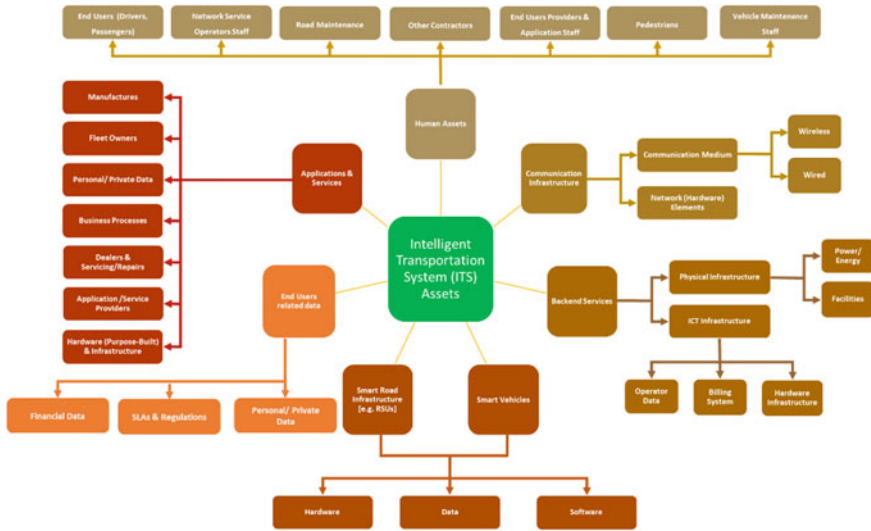 End Users (Drivers,
Passengers)
Network Service
Operators Staff
Road Maintenance
Other Contractors
End Users Providers &
Application Staff
Pedestrians
Vehicle Maintenance
Staff
Manufactures
Fleet Owners
Personal/ Private Data
Business Processes
Dealers &
Servicing/Repairs
Application /Service
Providers
Hardware (Purpose-Built)
& Infrastructure
Applications &
Services
Human Assets
Communication
Infrastructure
Communication Medium
Network (Hardware)
Elements
Wireless
Wired
Intelligent
Transportation
System (ITS)
Assets
End Users
related data
Financial Data
SLAs & Regulations
Personal/ Private
Data
Backend Services
Physical Infrastructure
ICT Infrastructure
Power/
Energy
Facilities
Operator
Data
Billing
System
Hardware
Infrastructure
Smart Road
Infrastructure
[e.g. RSUs]
Smart Vehicles
Hardware
Data
Software